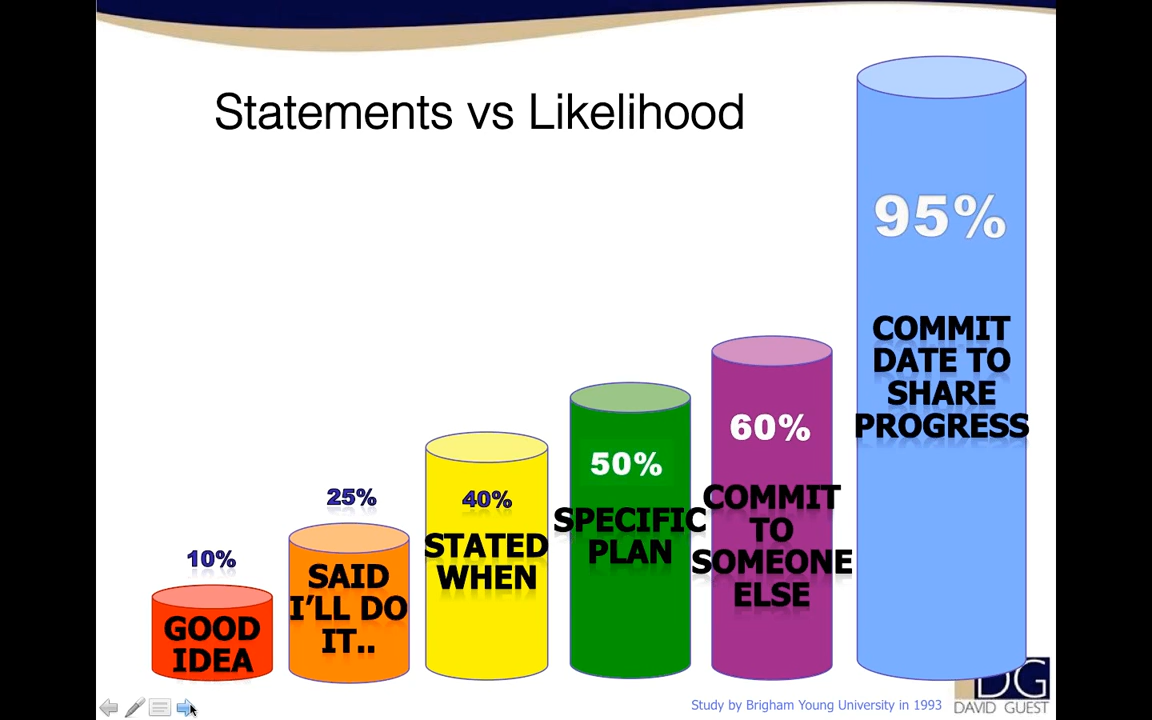 Statements vs Likelihood
10%
GOOD
IDEA
25%
SAID
I’LL DO
IT..
40%
STATED
WHEN
50%
SPECIFIC
PLAN
60%
COMMIT
TO
SOMEONE
ELSE
95%
COMMIT
DATE TO
SHARE
PROGRESS
Study by Brigham Young University in 1993
DG
DAVID GUEST